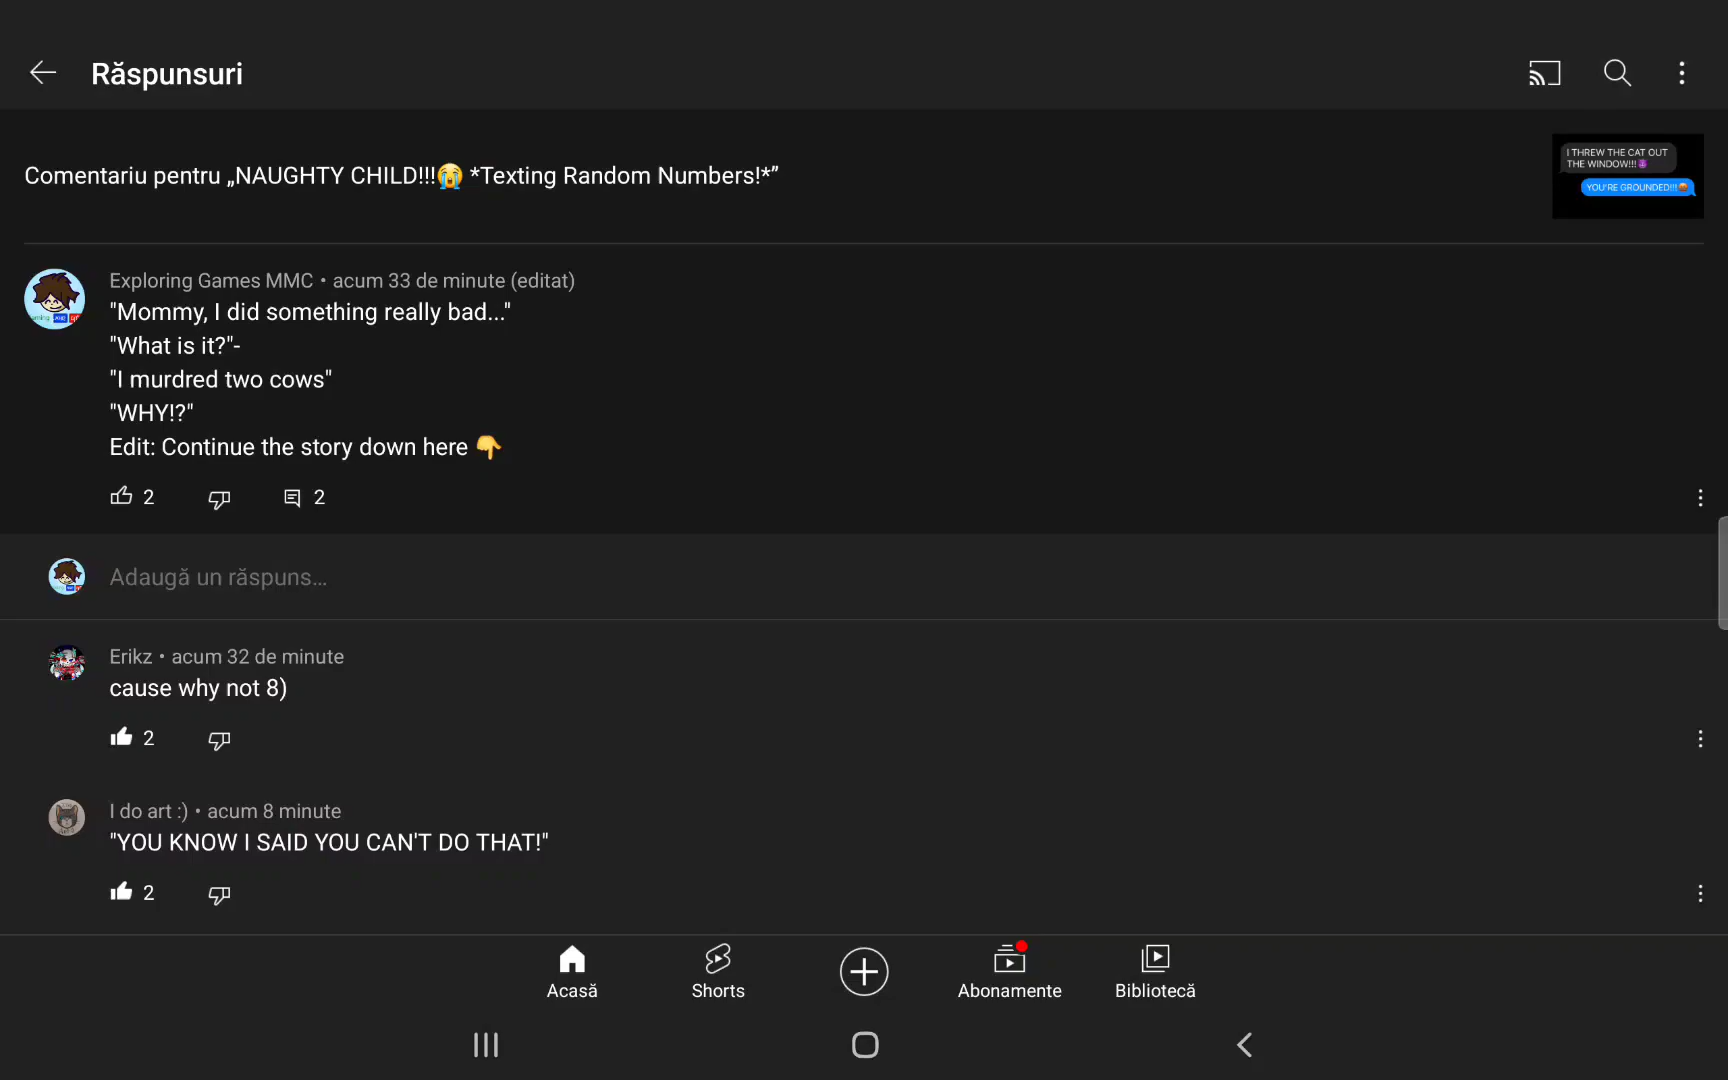 Răspunsuri
Comentariu pentru „NAUGHTY CHILD!!!😭 *Texting Random Numbers!*”
I THREW THE CAT OUT
THE WINDOW!!!😈
YOU'RE GROUNDED!!!😡
Exploring Games MMC • acum 33 de minute (editat)
"Mommy, I did something really bad..."
"What is it?"-
"I murdred two cows"
"WHY!?"
Edit: Continue the story down here 👇
2 2
Adaugă un răspuns...
Erikz • acum 32 de minute
cause why not 8)
2
I do art :) • acum 8 minute
"YOU KNOW I SAID YOU CAN'T DO THAT!"
2
Acasă Shorts Abonamente Bibliotecă